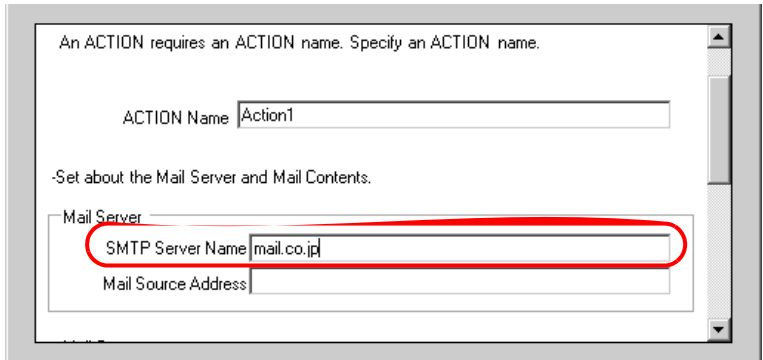 An ACTION requires an ACTION name. Specify an ACTION name.
ACTION Name Action1
-Set about the Mail Server and Mail Contents.
Mail Server
SMTP Server Name mail.co.jp
Mail Source Address